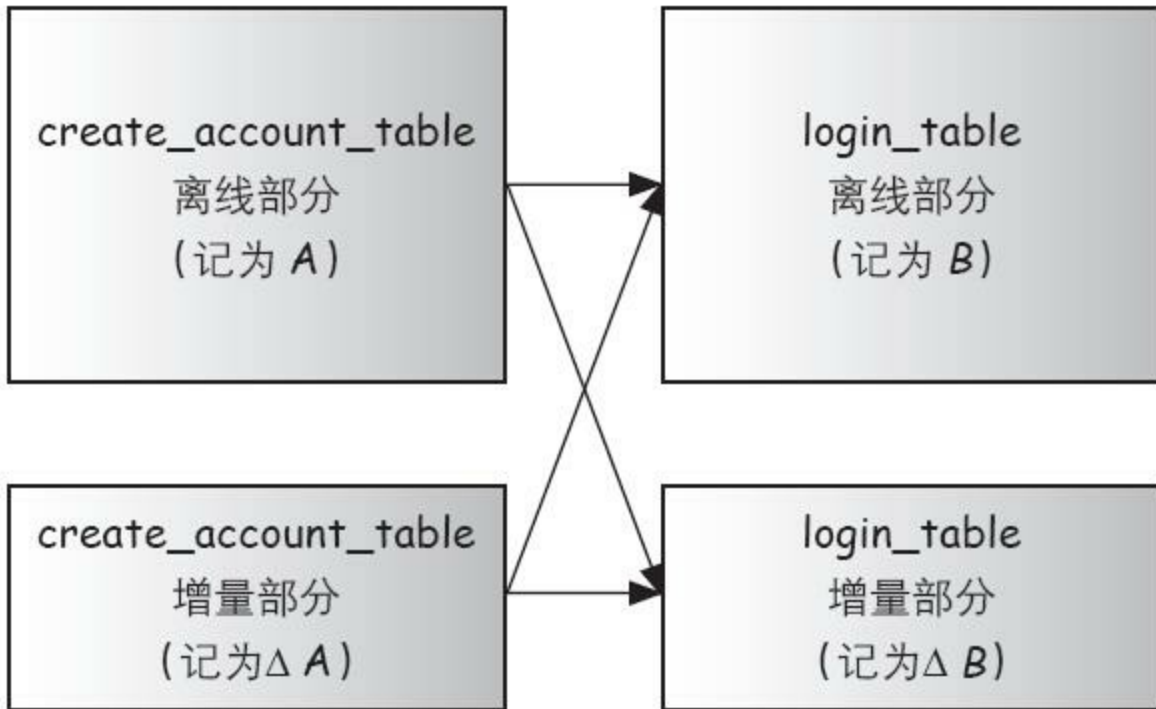 create_account_table
离线部分
(记为 A)
login_table
离线部分
(记为 B)
create_account_table
增量部分
(记为Δ A)
login_table
增量部分
(记为Δ B)